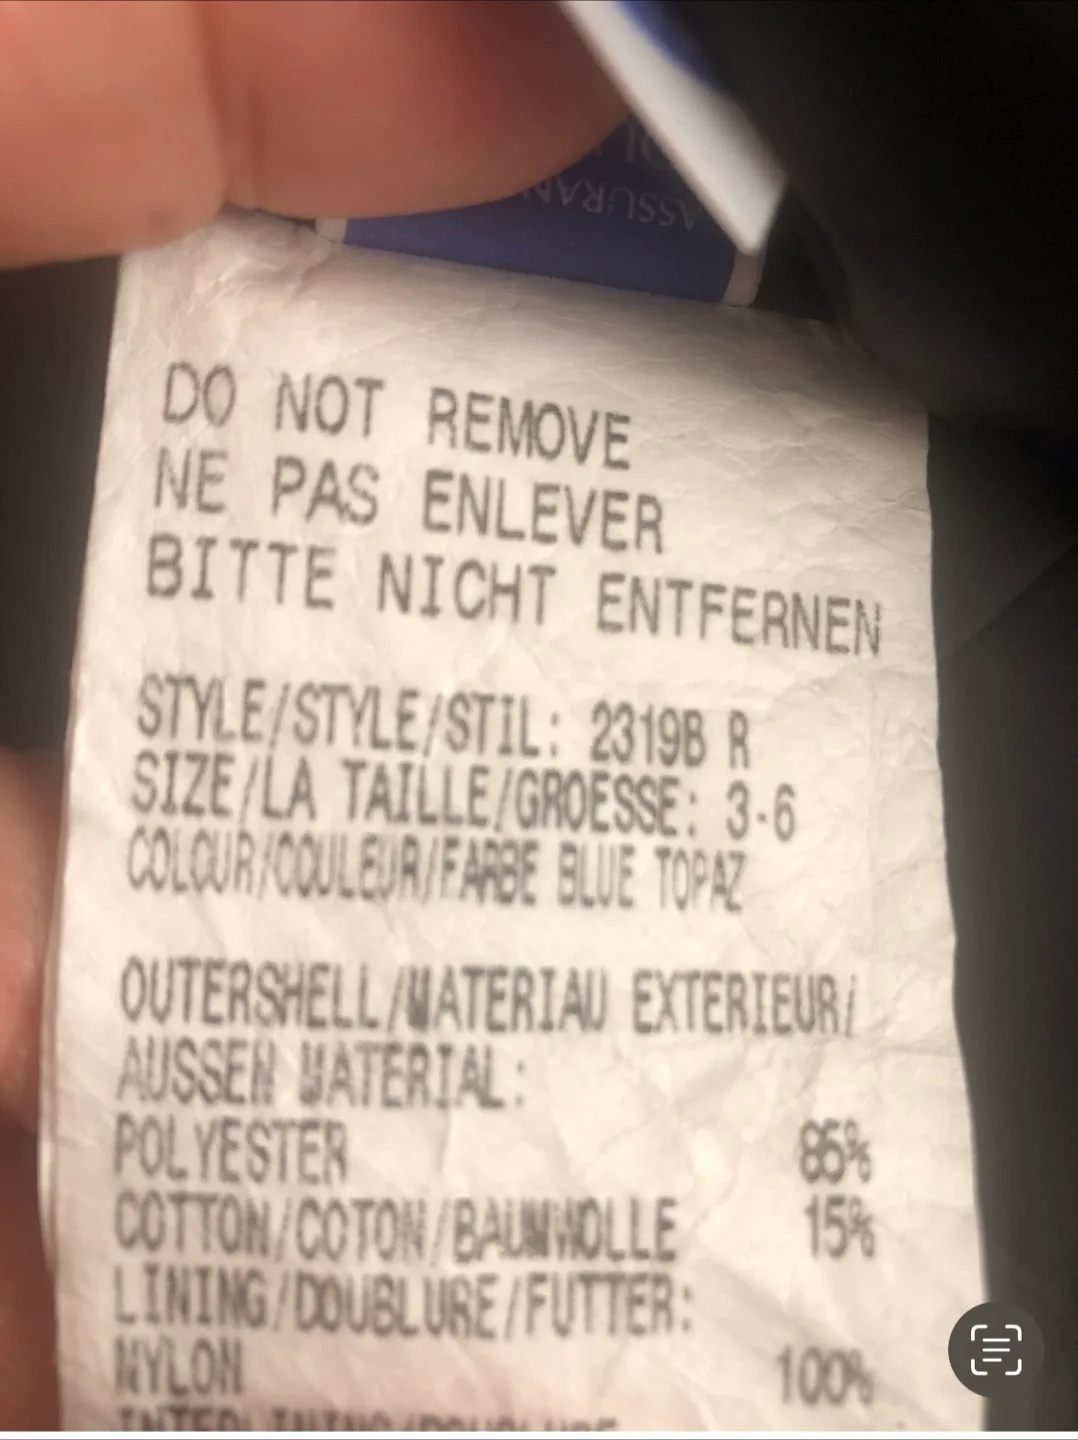 ASSURAN
DO NOT REMOVE
NE PAS ENLEVER
BITTE NICHT ENTFERNEN
STYLE/STYLE/STIL: 2319B R
SIZE/LA TAILLE/GROESSE: 3-6
COLOUR/COULEUR/FARBE BLUE TOPAZ
OUTERSHELL/MATERIAU EXTERIEUR/
AUSSEN MATERIAL:
POLYESTER 85%
COTTON/COTON/BAUMWOLLE 15%
LINING/DOUBLURE/FUTTER:
NYLON 100%